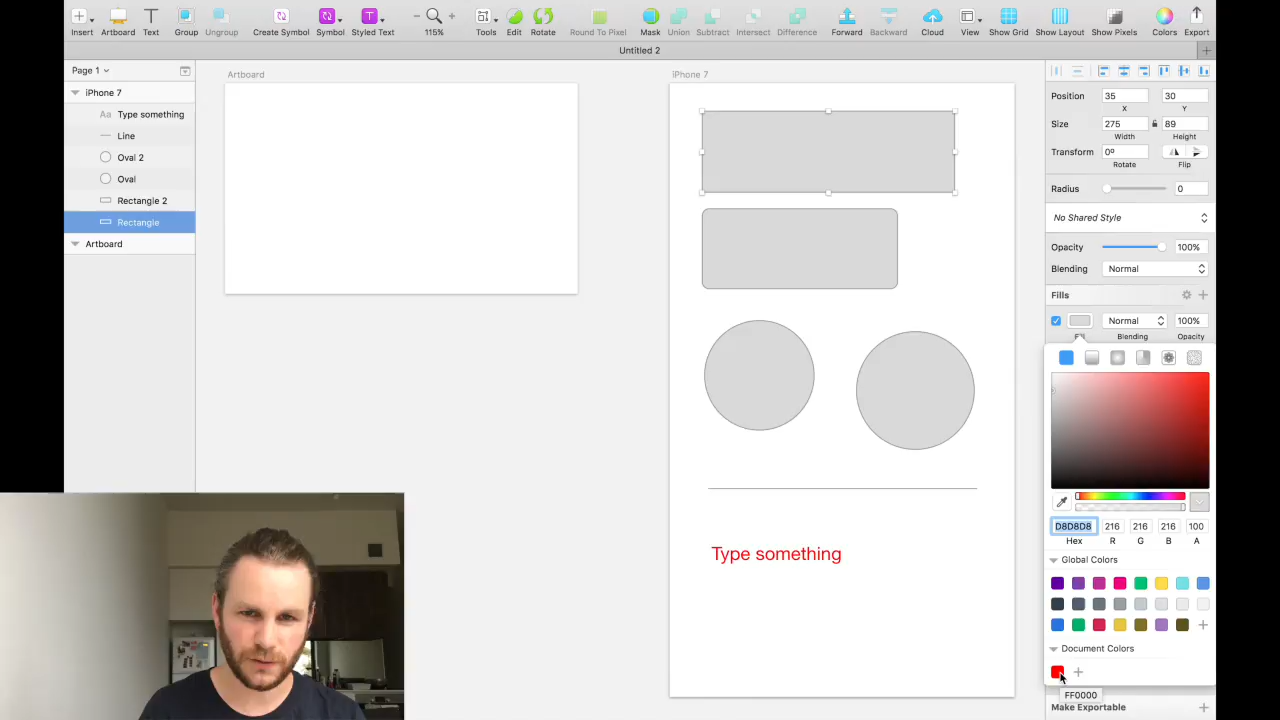 Insert
Artboard
Text
Group
Ungroup
Create Symbol
Symbol
Styled Text
115%
Tools
Edit
Rotate
Round To Pixel
Mask
Union
Subtract
Intersect
Difference
Forward
Backward
Cloud
View
Show Grid
Show Layout
Show Pixels
Colors
Export
Untitled 2
Page 1
iPhone 7
Aa Type something
Line
Oval 2
Oval
Rectangle 2
Rectangle
Artboard
Artboard
iPhone 7
Type something
Position 35 30
X Y
Size 275 89
Width Height
Transform 0º
Rotate Flip
Radius 0
No Shared Style
Opacity 100%
Blending Normal
Fills
Normal 100%
Fill Blending Opacity
D8D8D8 216 216 216 100
Hex R G B A
Global Colors
Document Colors
FF0000
Make Exportable